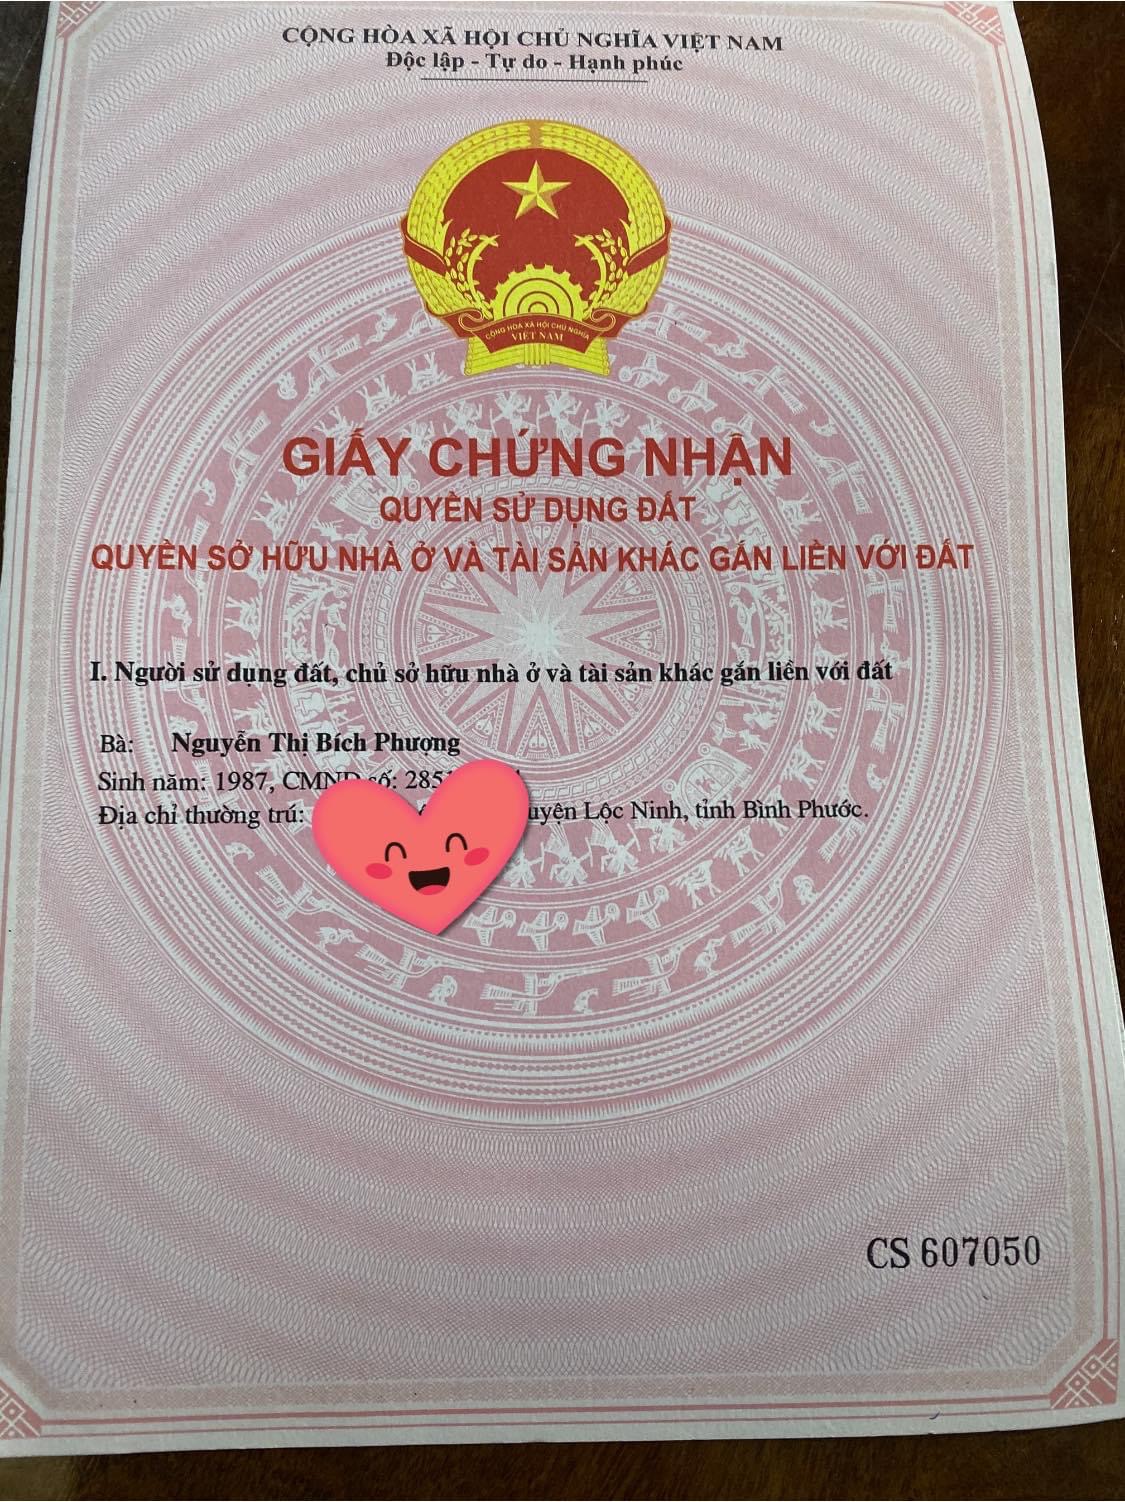 CỘNG HÒA XÃ HỘI CHỦ NGHĨA VIỆT NAM
Độc lập - Tự do - Hạnh phúc
CỘNG HÒA XÃ HỘI CHỦ NGHĨA
VIỆT NAM
GIẤY CHỨNG NHẬN
QUYỀN SỬ DỤNG ĐẤT
QUYỀN SỞ HỮU NHÀ Ở VÀ TÀI SẢN KHÁC GẮN LIỀN VỚI ĐẤT
I. Người sử dụng đất, chủ sở hữu nhà ở và tài sản khác gắn liền với đất
Bà: Nguyễn Thị Bích Phượng
Sinh năm: 1987, CMND số: 285
Địa chỉ thường trú: uyện Lộc Ninh, tỉnh Bình Phước.
CS 607050